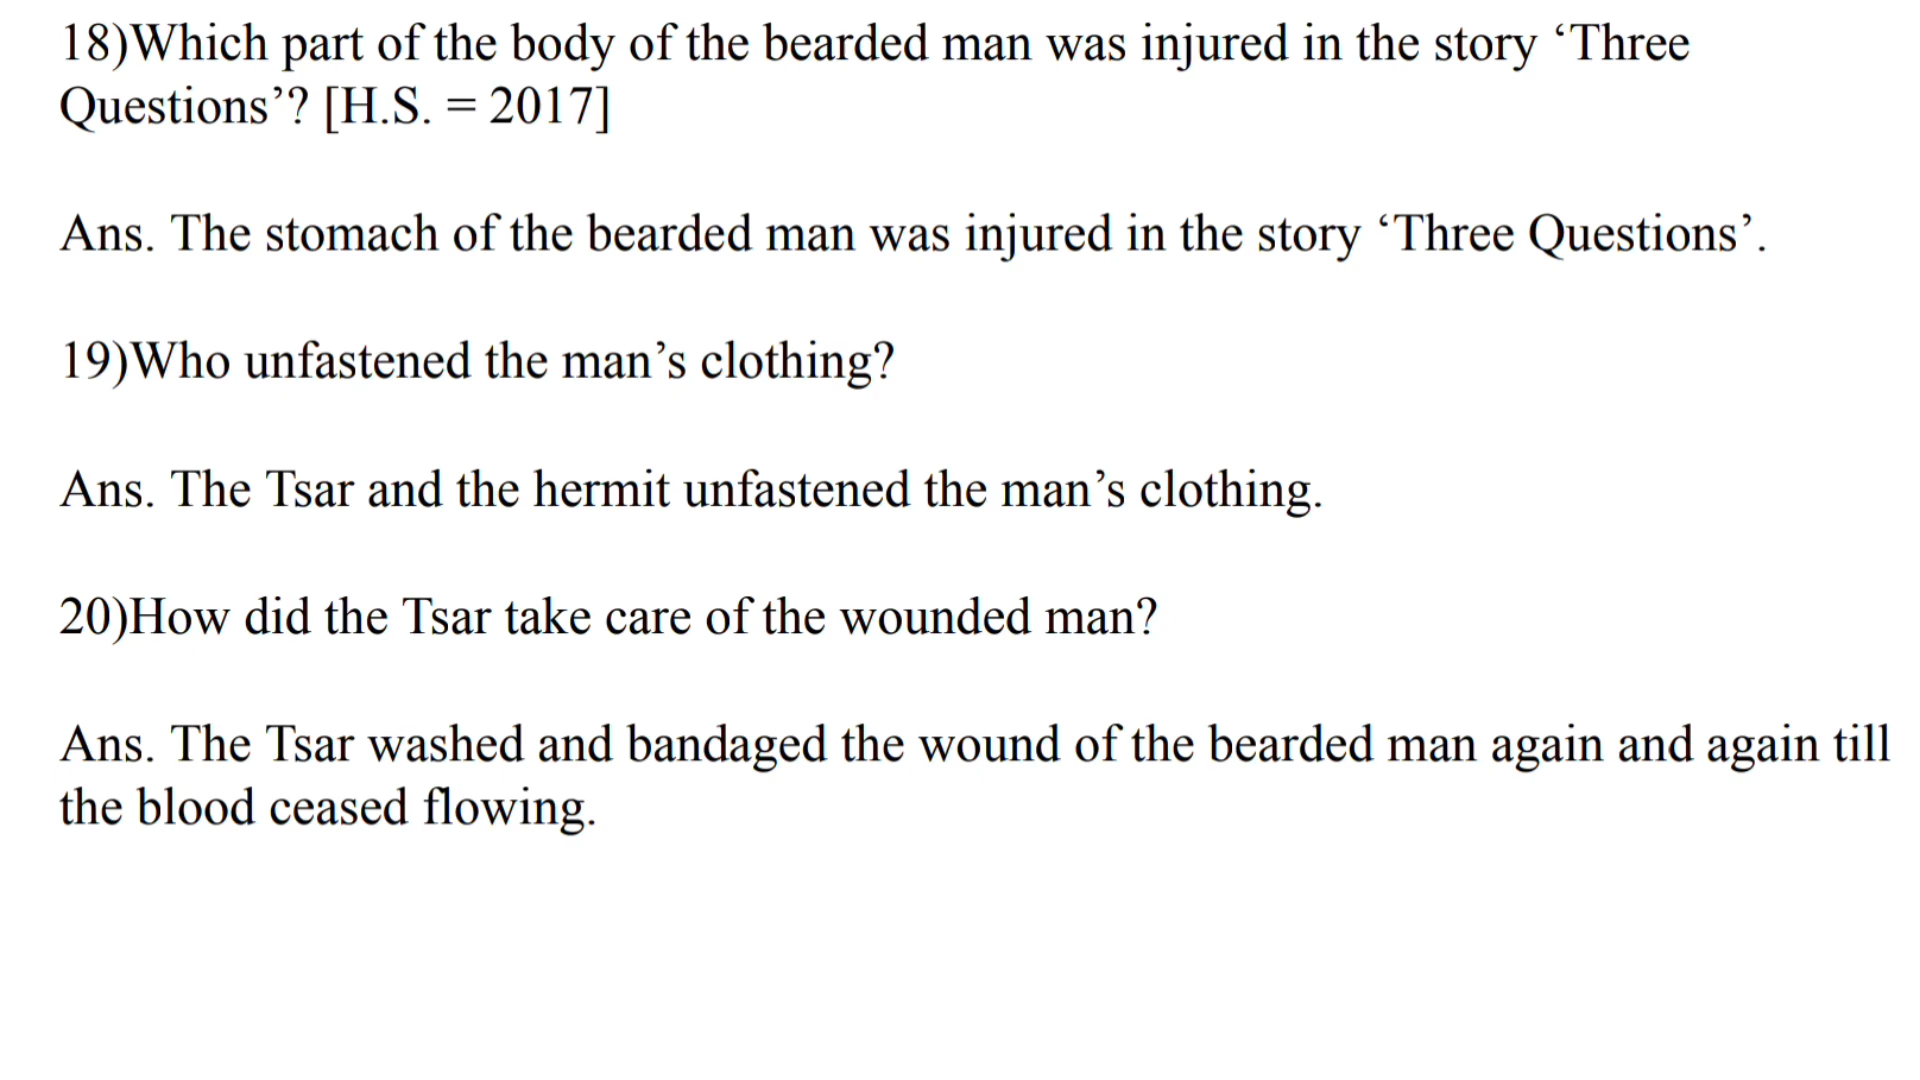 18)Which part of the body of the bearded man was injured in the story ‘Three
Questions’? [H.S. = 2017]
Ans. The stomach of the bearded man was injured in the story ‘Three Questions’.
19)Who unfastened the man’s clothing?
Ans. The Tsar and the hermit unfastened the man’s clothing.
20)How did the Tsar take care of the wounded man?
Ans. The Tsar washed and bandaged the wound of the bearded man again and again till
the blood ceased flowing.